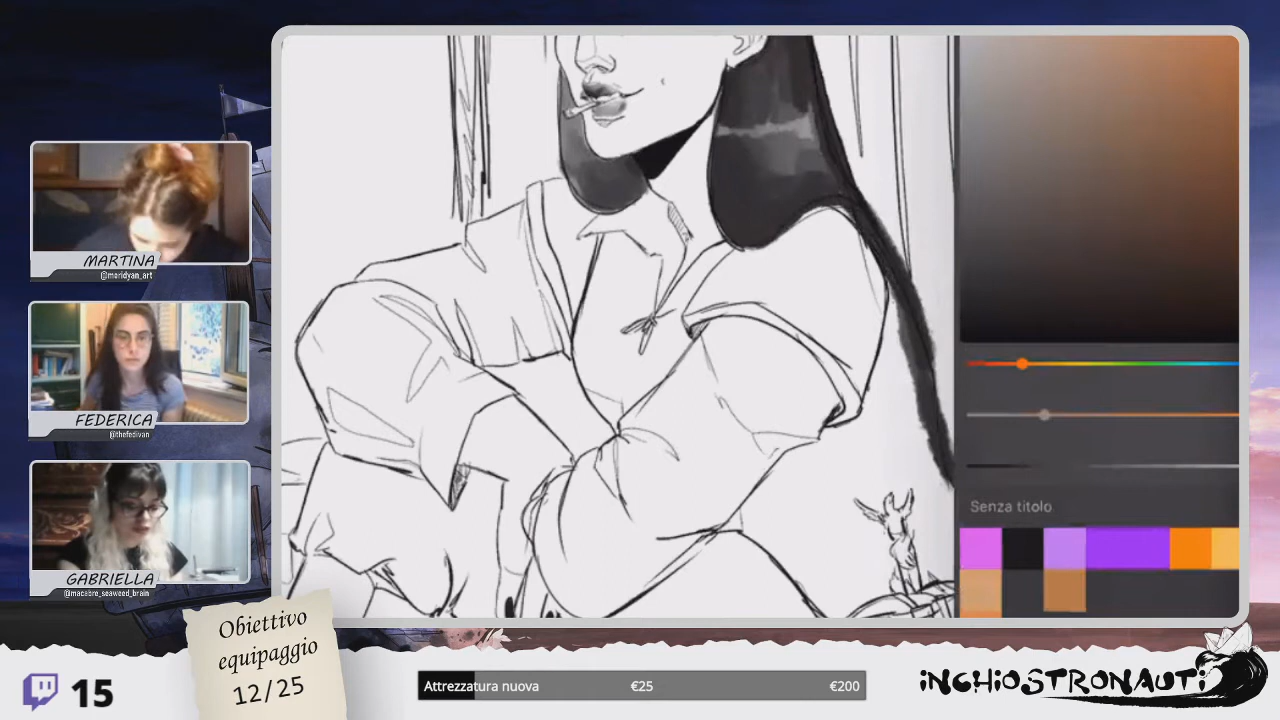 MARTINA
@maridyan_art
FEDERICA
@thefedivan
GABRIELLA
@macabre_seaweed_brain
Senza titolo
Obiettivo
equipaggio
12/25
15
Attrezzatura nuova €25 €200
iNCHiOSTRONAUTi